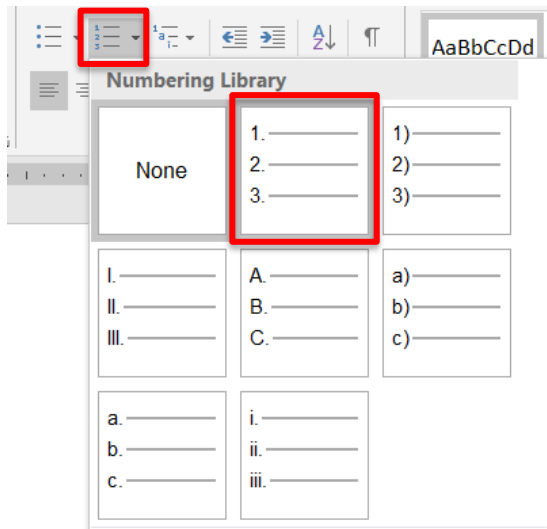 AaBbCcDd
Numbering Library
None
1.
2.
3.
1)
2)
3)
I.
II.
III.
A.
B.
C.
a)
b)
c)
a.
b.
c.
i.
ii.
iii.